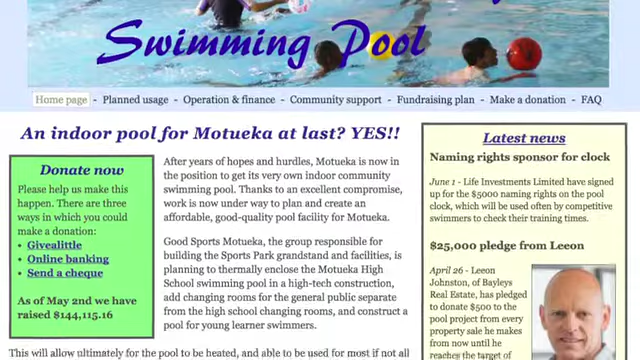 Swimming Pool
Home page - Planned usage - Operation & finance - Community support - Fundraising plan - Make a donation - FAQ
An indoor pool for Motueka at last? YES!!
Donate now
Please help us make this
happen. There are three
ways in which you could
make a donation:
• Givealittle
• Online banking
• Send a cheque
As of May 2nd we have
raised $144,115.16
After years of hopes and hurdles, Motueka is now in
the position to get its very own indoor community
swimming pool. Thanks to an excellent compromise,
work is now under way to plan and create an
affordable, good-quality pool facility for Motueka.
Good Sports Motueka, the group responsible for
building the Sports Park grandstand and facilities, is
planning to thermally enclose the Motueka High
School swimming pool in a high-tech construction,
add changing rooms for the general public separate
from the high school changing rooms, and construct a
pool for young learner swimmers.
This will allow ultimately for the pool to be heated, and able to be used for most if not all
Latest news
Naming rights sponsor for clock
June 1 - Life Investments Limited have signed
up for the $5000 naming rights on the pool
clock, which will be used often by competitive
swimmers to check their training times.
$25,000 pledge from Leeon
April 26 - Leeon
Johnston, of Bayleys
Real Estate, has pledged
to donate $500 to the
pool project from every
property sale he makes
from now until he
reaches the target of